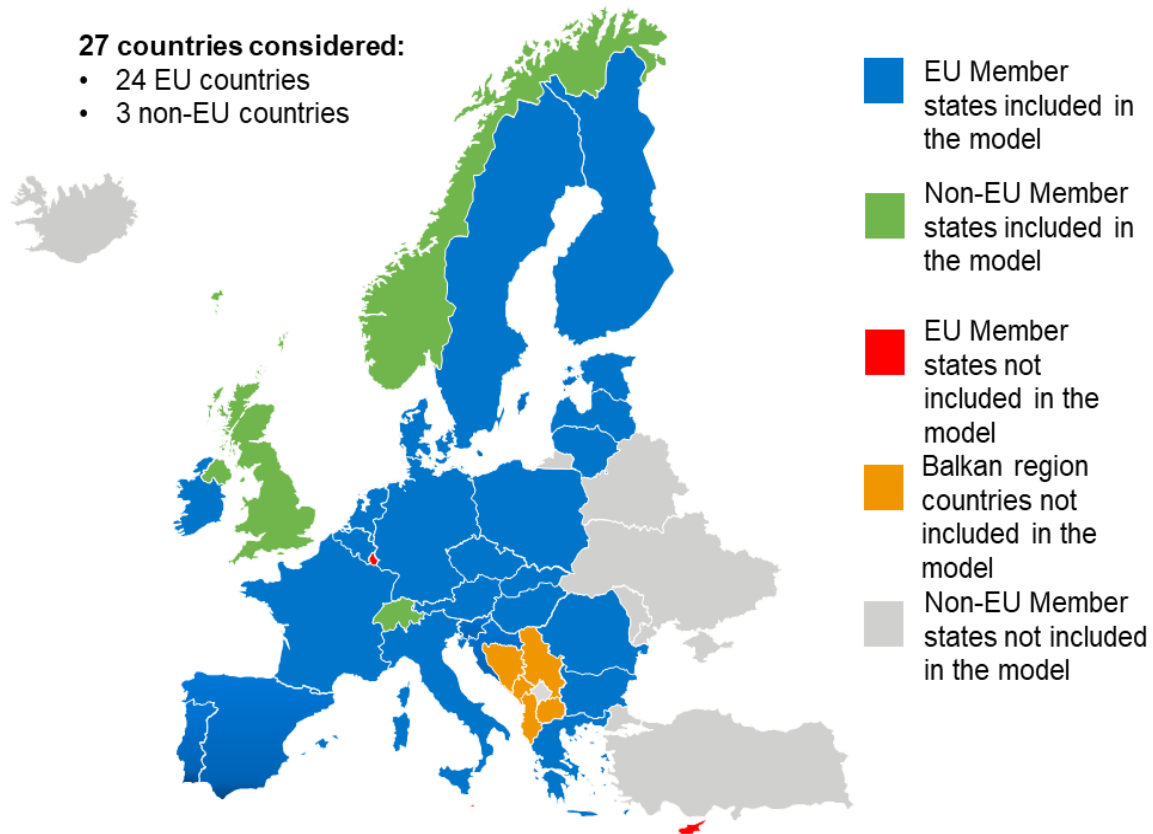 27 countries considered:
• 24 EU countries
• 3 non-EU countries
EU Member
states included in
the model
Non-EU Member
states included in
the model
EU Member
states not
included in the
model
Balkan region
countries not
included in the
model
Non-EU Member
states not included
in the model